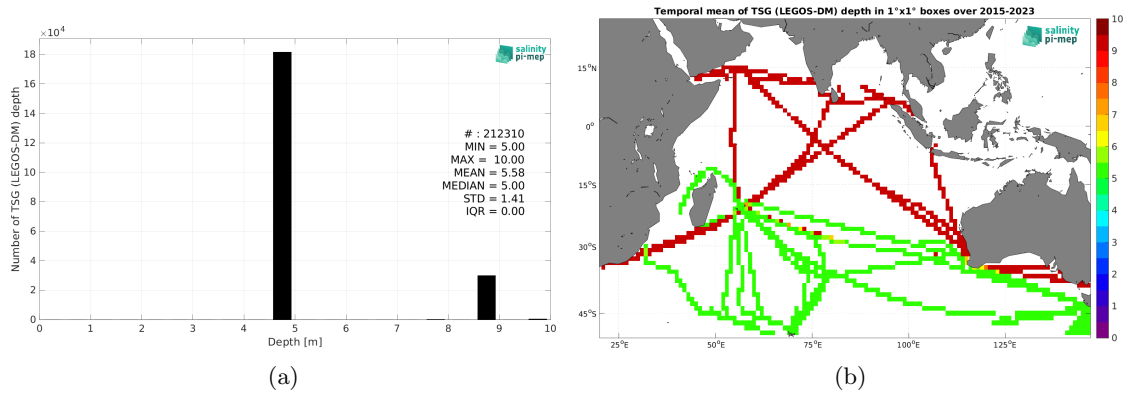 ×10⁴
salinity
pi-mep
18
16
14
12
10
8
6
4
2
0
Number of TSG (LEGOS-DM) depth
# : 212310
MIN = 5.00
MAX = 10.00
MEAN = 5.58
MEDIAN = 5.00
STD = 1.41
IQR = 0.00
0 1 2 3 4 5 6 7 8 9 10
Depth [m]
(a)
Temporal mean of TSG (LEGOS-DM) depth in 1°x1° boxes over 2015-2023
salinity
pi-mep
15°N
0°
15°S
30°S
45°S
25°E 50°E 75°E 100°E 125°E
10
9
8
7
6
5
4
3
2
1
0
(b)